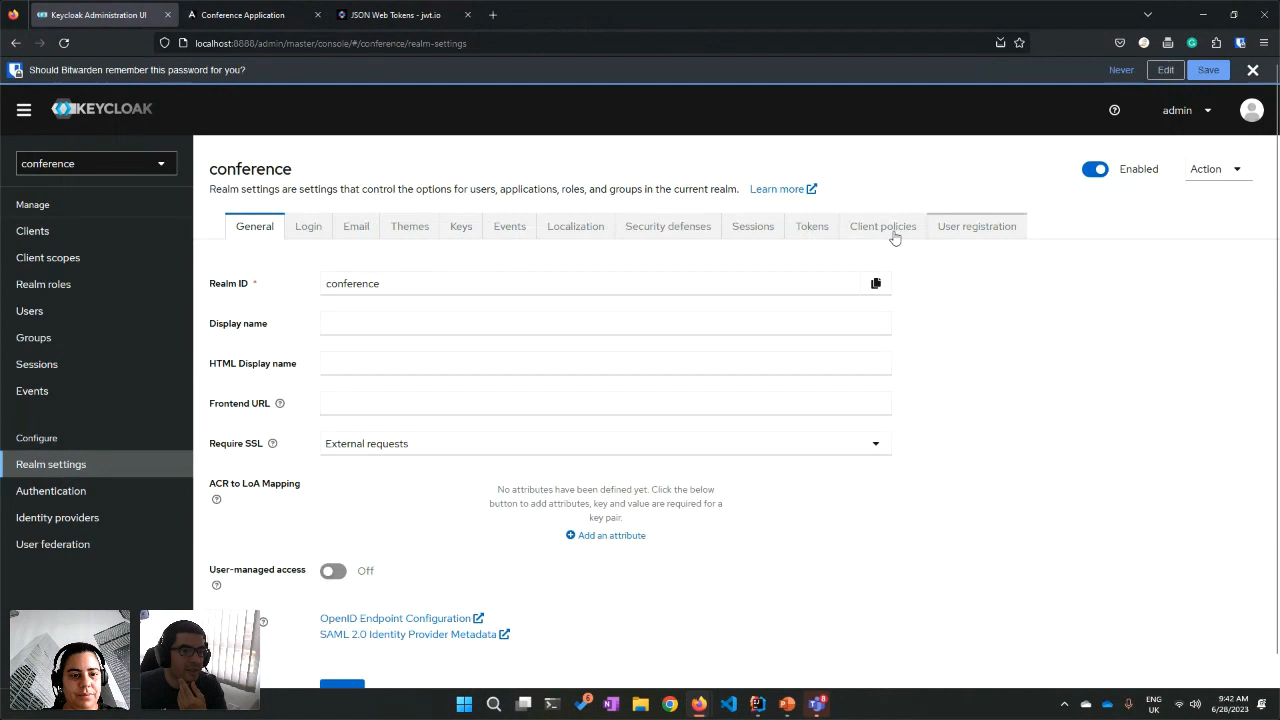 Keycloak Administration UI
Conference Application
JSON Web Tokens - jwt.io
localhost:8888/admin/master/console/#/conference/realm-settings
Should Bitwarden remember this password for you?
Never
Edit
Save
KEYCLOAK
admin
conference
Manage
Clients
Client scopes
Realm roles
Users
Groups
Sessions
Events
Configure
Realm settings
Authentication
Identity providers
User federation
conference
Enabled
Action
Realm settings are settings that control the options for users, applications, roles, and groups in the current realm. Learn more
General Login Email Themes Keys Events Localization Security defenses Sessions Tokens Client policies User registration
Realm ID *
conference
Display name
HTML Display name
Frontend URL
Require SSL
External requests
ACR to LoA Mapping
No attributes have been defined yet. Click the below
button to add attributes, key and value are required for a
key pair.
Add an attribute
User-managed access
Off
OpenID Endpoint Configuration
SAML 2.0 Identity Provider Metadata
ENG
UK
9:42 AM
6/28/2023